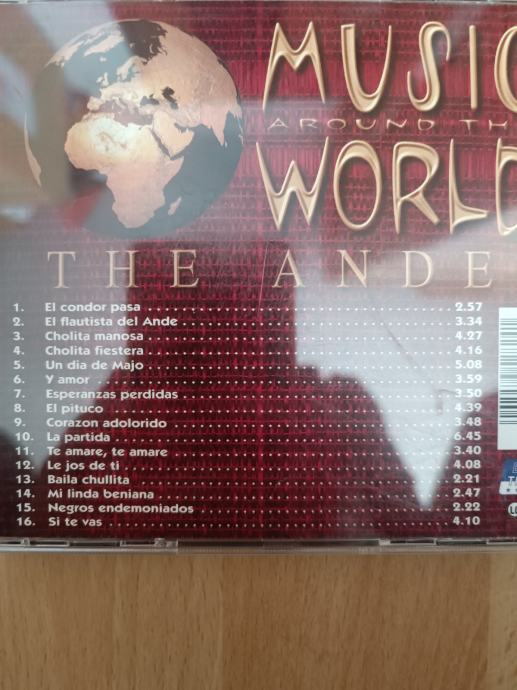 MUSIC
AROUND TH
WORLD
THE ANDE
1. El condor pasa 2.57
2. El flautista del Ande 3.34
3. Cholita manosa 4.27
4. Cholita fiestera 4.16
5. Un dia de Majo 5.08
6. Y amor 3.59
7. Esperanzas perdidas 3.50
8. El pituco 4.39
9. Corazon adolorido 3.48
10. La partida 6.45
11. Te amare, te amare 3.40
12. Le jos de ti 4.08
13. Baila chullita 2.21
14. Mi linda beniana 2.47
15. Negros endemoniados 2.22
16. Si te vas 4.10